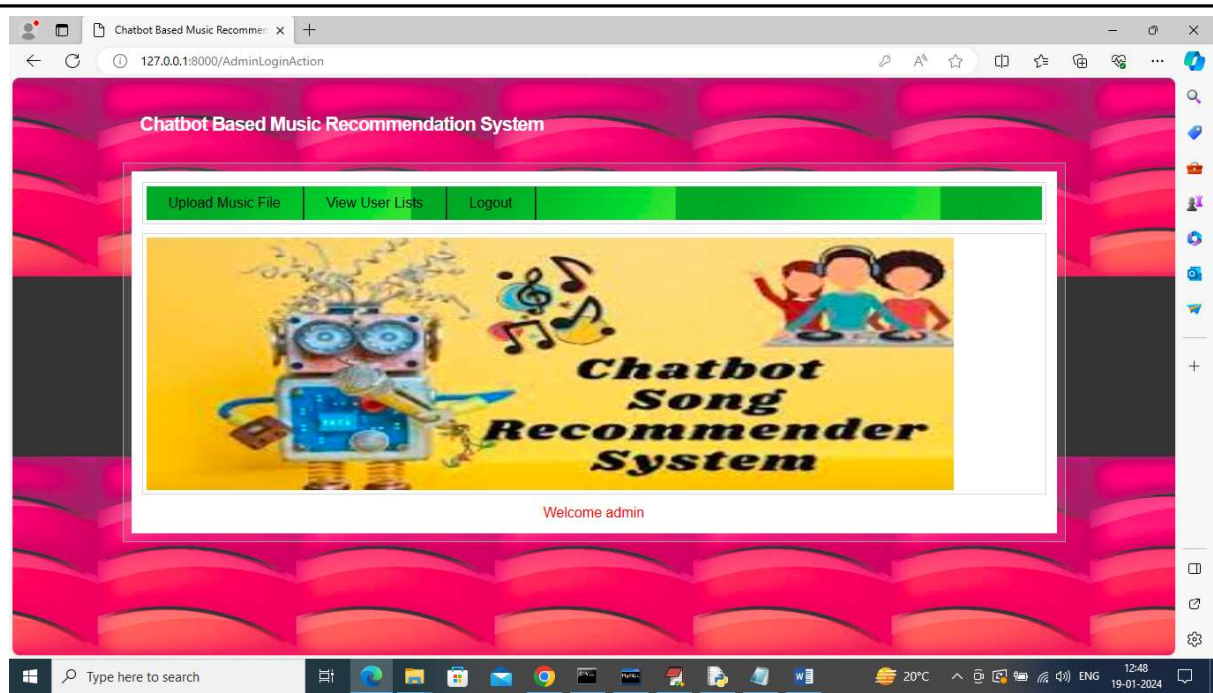 Chatbot Based Music Recommen
127.0.0.1:8000/AdminLoginAction
Chatbot Based Music Recommendation System
Upload Music File View User Lists Logout
Chatbot
Song
Recommender
System
Welcome admin
Type here to search
20°C
ENG
12:48
19-01-2024